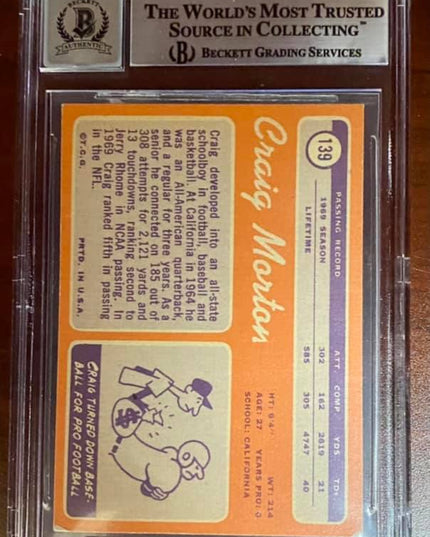 BECKETT
AUTHENTIC
THE WORLD'S MOST TRUSTED
SOURCE IN COLLECTING™
BECKETT GRADING SERVICES
139
PASSING RECORD
ATT. COMP. YDS TDs
1969 SEASON 302 162 2619 21
LIFETIME 585 305 4747 40
Craig Morton
HT: 6'4" WT: 214
AGE: 27 YEARS PRO: 5
SCHOOL: CALIFORNIA
Craig developed into an all-state
schoolboy in football, baseball and
basketball. At California in 1964 he
was an All-American quarterback,
and a regular for three years. As a
senior he connected on 185 out of
308 attempts for 2,121 yards and
13 touchdowns, ranking second to
Jerry Rhome in NCAA passing. In
1969 Craig ranked fifth in passing
in the NFL.
©T.C.G. PRTD. IN U.S.A.
CRAIG TURNED DOWN BASE-
BALL FOR PRO FOOTBALL